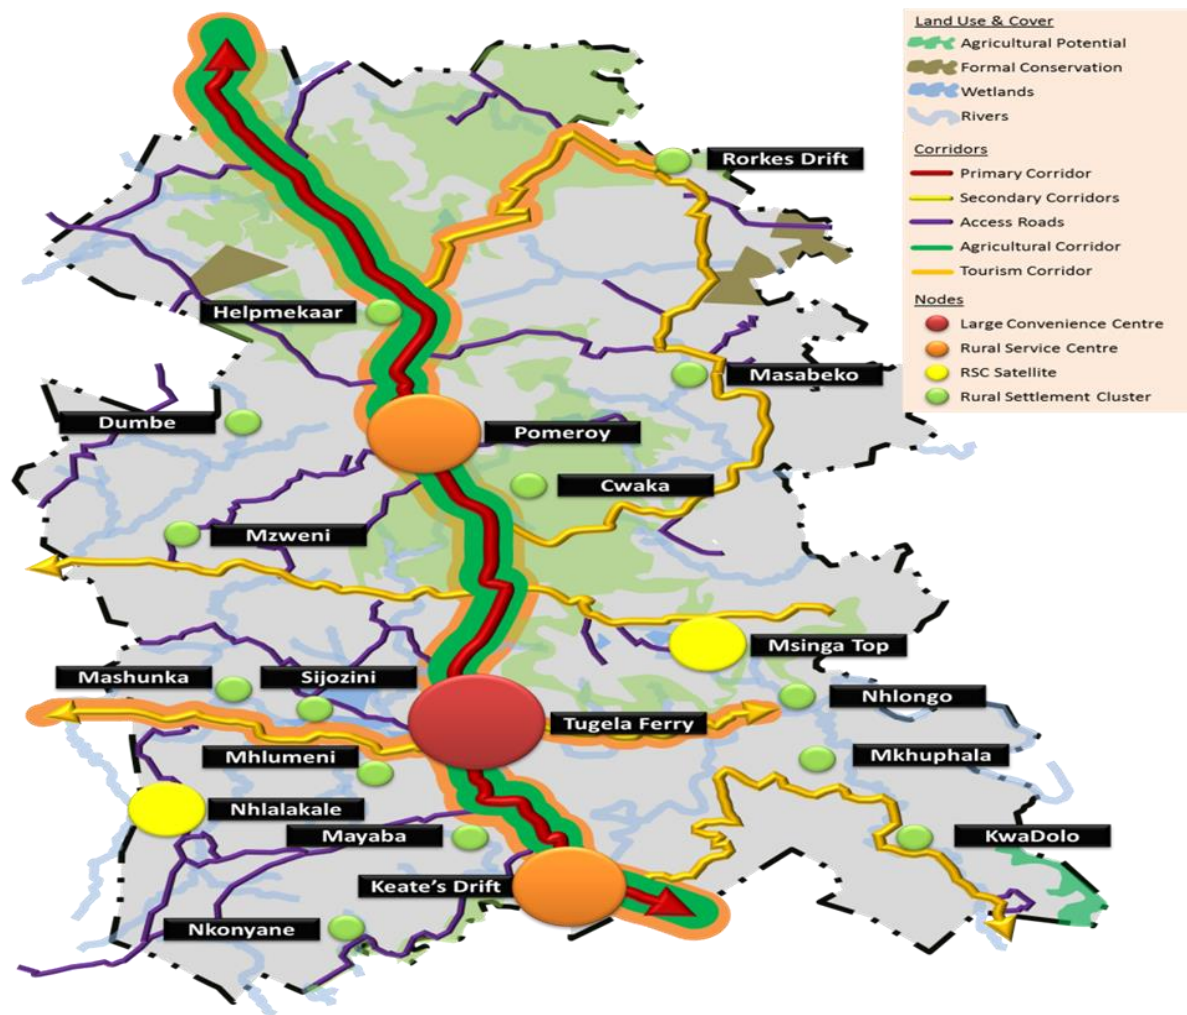 Land Use & Cover
Agricultural Potential
Formal Conservation
Wetlands
Rivers
Corridors
Primary Corridor
Secondary Corridors
Access Roads
Agricultural Corridor
Tourism Corridor
Nodes
Large Convenience Centre
Rural Service Centre
RSC Satellite
Rural Settlement Cluster
Rorkes Drift
Helpmekaar
Masabeko
Dumbe
Pomeroy
Cwaka
Mzweni
Msinga Top
Mashunka
Sijozini
Nhlongo
Tugela Ferry
Mhlumeni
Mkhuphala
Nhlalakale
Mayaba
KwaDolo
Keate's Drift
Nkonyane